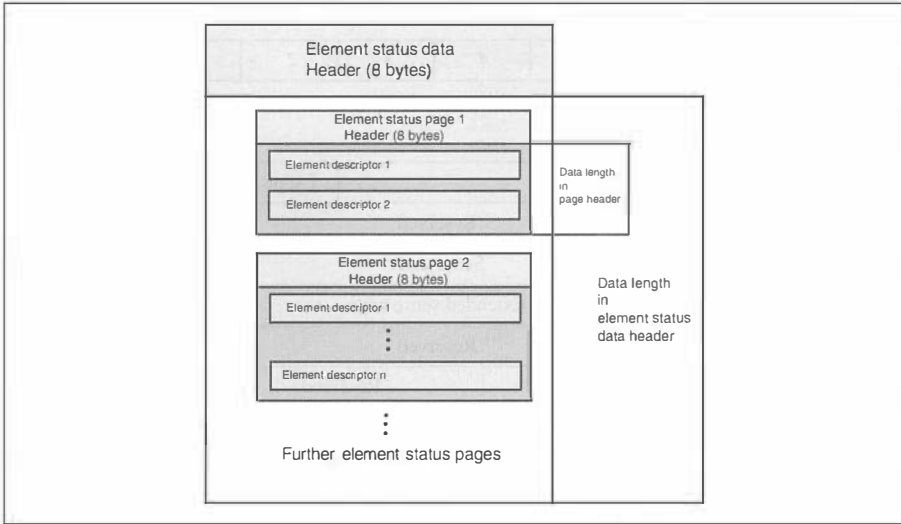 Element status data
Header (8 bytes)
Element status page 1
Header (8 bytes)
Element descriptor 1
Element descriptor 2
Data length
in
page header
Element status page 2
Header (8 bytes)
Element descriptor 1
Element descriptor n
Data length
in
element status
data header
Further element status pages